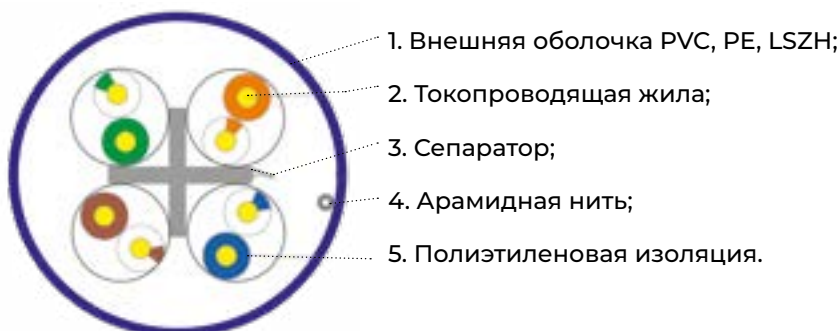 1. Внешняя оболочка PVC, PE, LSZH;
2. Токопроводящая жила;
3. Сепаратор;
4. Арамидная нить;
5. Полиэтиленовая изоляция.